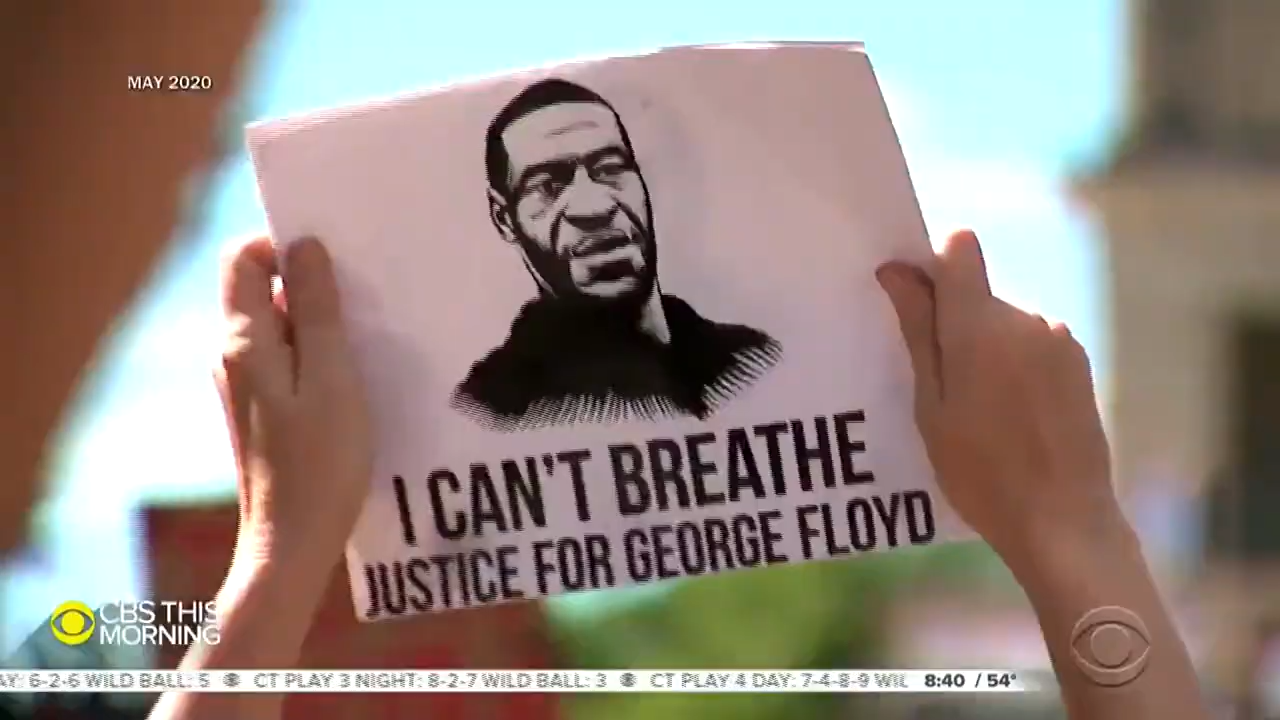 MAY 2020
I CAN'T BREATHE
JUSTICE FOR GEORGE FLOYD
CBS THIS
MORNING
AY: 6-2-6 WILD BALL: 5 CT PLAY 3 NIGHT: 8-2-7 WILD BALL: 3 CT PLAY 4 DAY: 7-4-8-9 WIL 8:40 / 54°